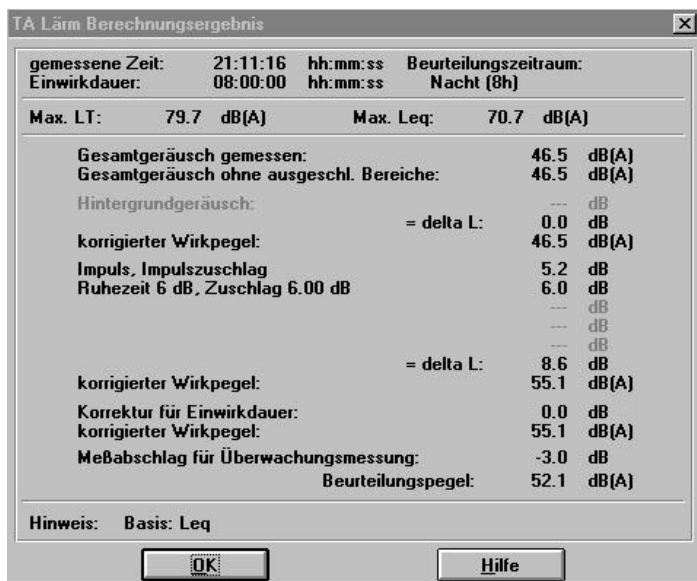 TA Lärm Berechnungsergebnis
gemessene Zeit: 21:11:16 hh:mm:ss Beurteilungszeitraum:
Einwirkdauer: 08:00:00 hh:mm:ss Nacht (8h)
Max. LT: 79.7 dB(A) Max. Leq: 70.7 dB(A)
Gesamtgeräusch gemessen: 46.5 dB(A)
Gesamtgeräusch ohne ausgeschl. Bereiche: 46.5 dB(A)
Hintergrundgeräusch: --- dB
= delta L: 0.0 dB
korrigierter Wirkpegel: 46.5 dB(A)
Impuls, Impulszuschlag 5.2 dB
Ruhezeit 6 dB, Zuschlag 6.00 dB 6.0 dB
--- dB
--- dB
--- dB
= delta L: 8.6 dB
korrigierter Wirkpegel: 55.1 dB(A)
Korrektur für Einwirkdauer: 0.0 dB
korrigierter Wirkpegel: 55.1 dB(A)
Meßabschlag für Überwachungsmessung: -3.0 dB
Beurteilungspegel: 52.1 dB(A)
Hinweis: Basis: Leq
OK Hilfe